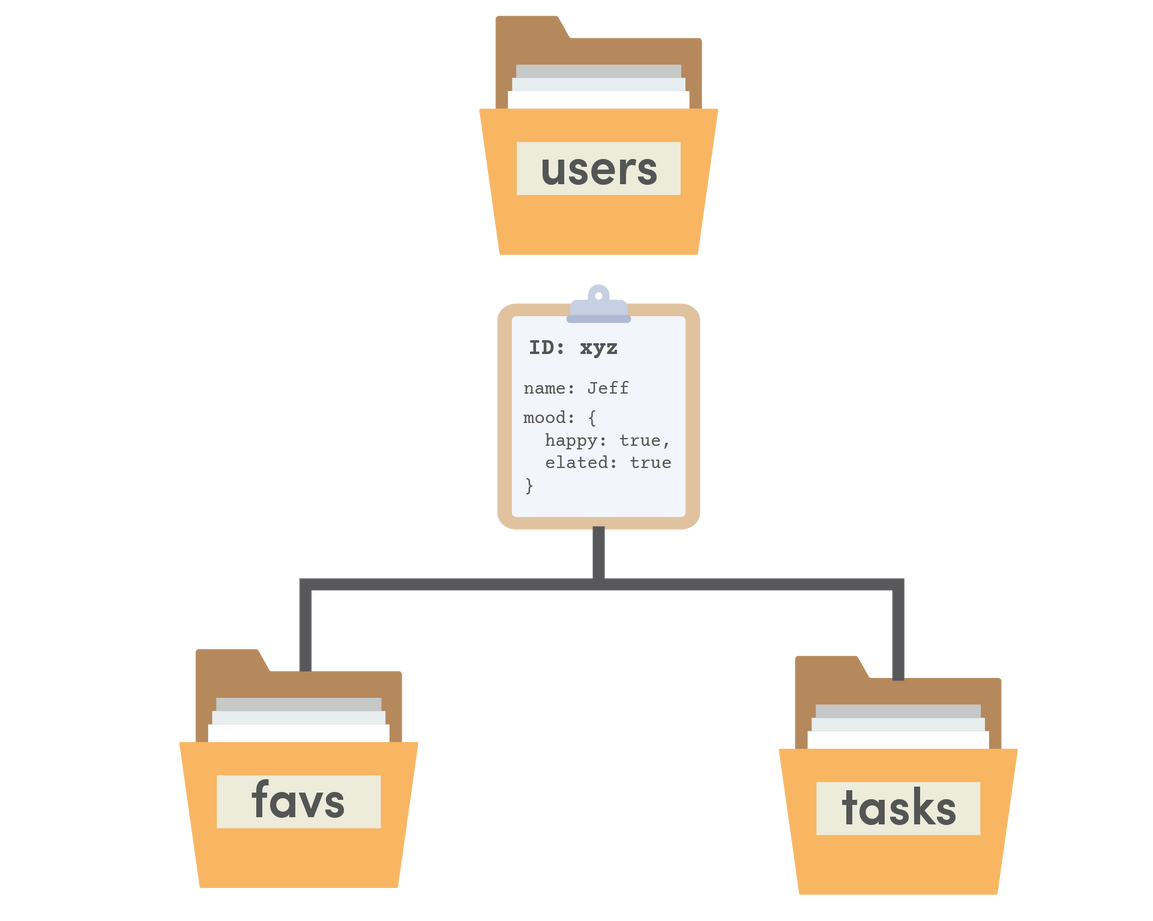 users
ID: xyz
name: Jeff
mood: {
happy: true,
elated: true
}
favs
tasks